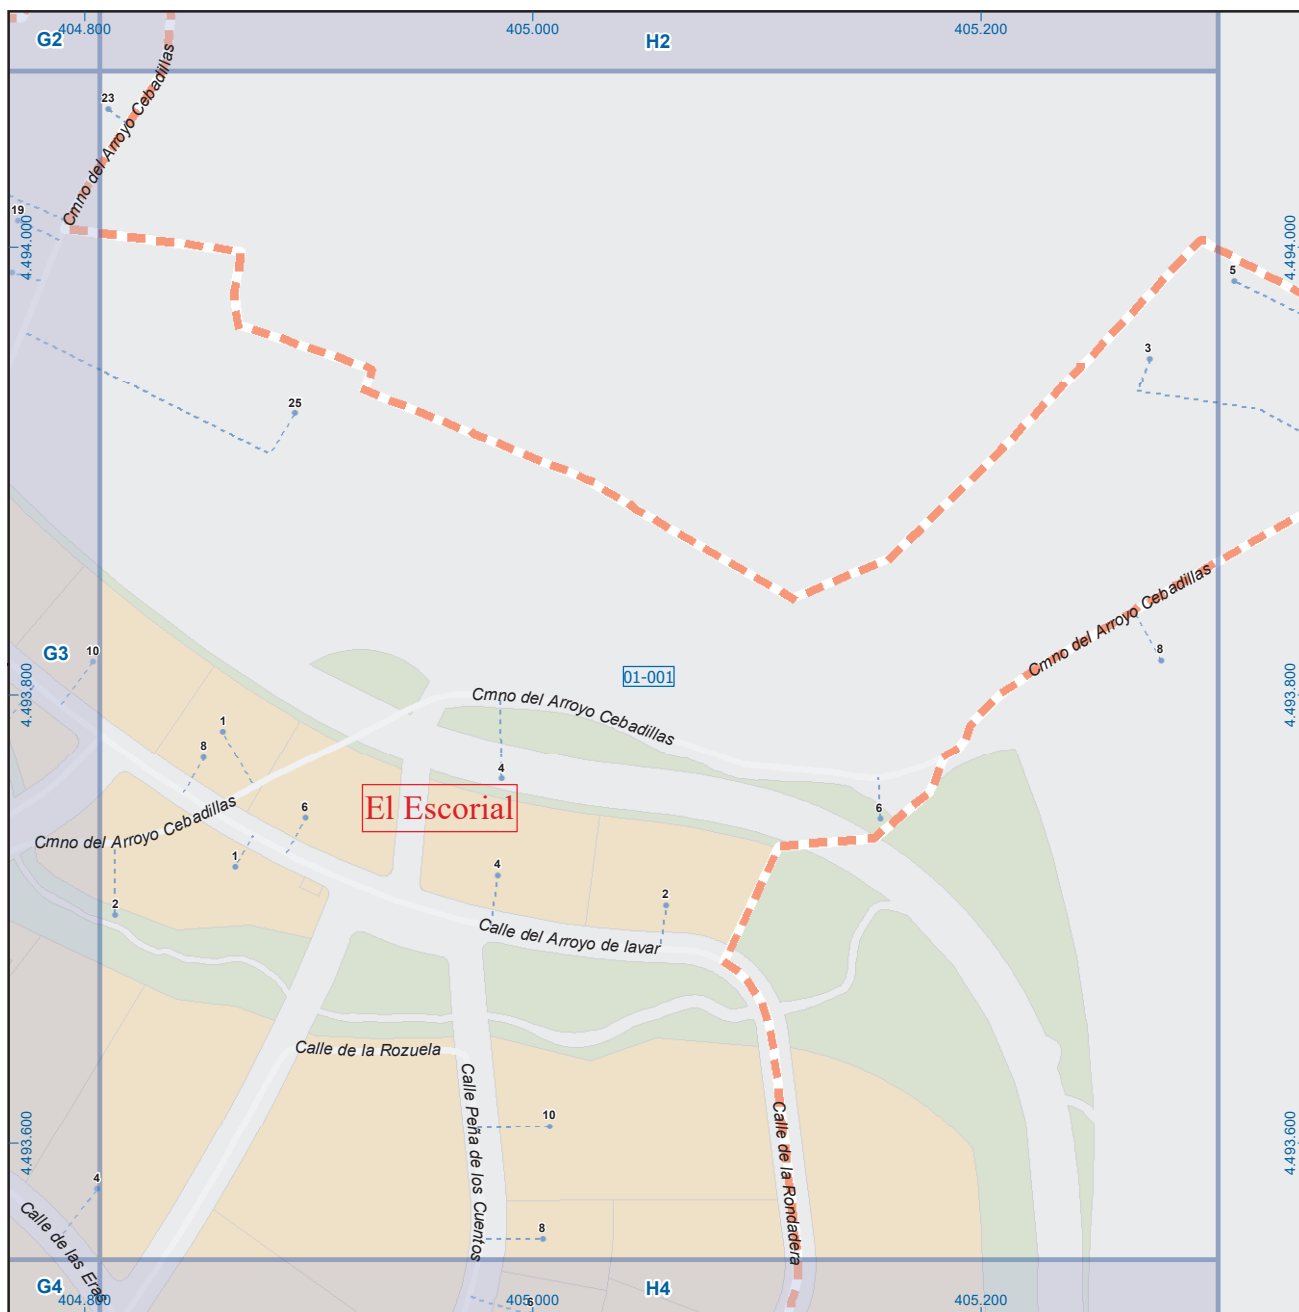 404.800
405.000
405.200
G2
H2
Cmno del Arroyo Cebadillas
23
19
4.494.000
4.494.000
5
3
25
Cmno del Arroyo Cebadillas
8
G3
10
01-001
4.493.800
4.493.800
Cmno del Arroyo Cebadillas
1
8
4
El Escorial
6
6
Cmno del Arroyo Cebadillas
1
4
2
2
Calle del Arroyo de lavar
Calle de la Rozuela
Calle Peña de los Cuentos
10
Calle de la Rondadera
4.493.600
4.493.600
4
8
Calle de las Eras
G4
H4
404.800
405.000
6
405.200